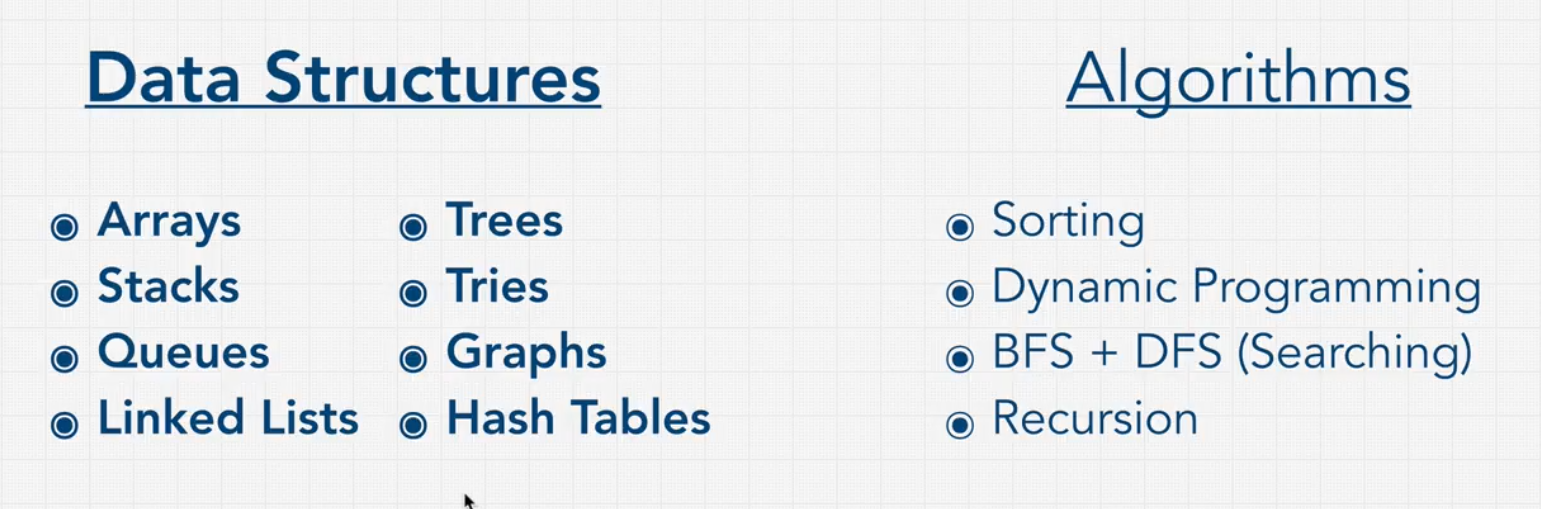 Data Structures
Arrays
Stacks
Queues
Linked Lists
Trees
Tries
Graphs
Hash Tables
Algorithms
Sorting
Dynamic Programming
BFS + DFS (Searching)
Recursion